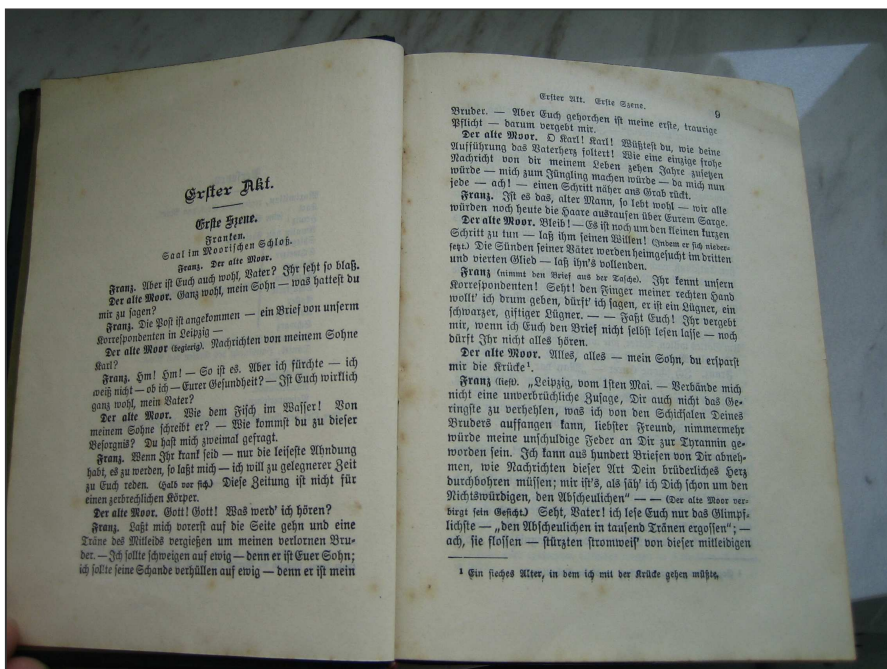 Erster Akt.
Erste Szene.
Franken.
Saal im Moorischen Schloß.
Franz. Der alte Moor.
Franz. Aber ist Euch auch wohl, Vater? Ihr seht so blaß.
Der alte Moor. Ganz wohl, mein Sohn — was hattest du
mir zu sagen?
Franz. Die Post ist angekommen — ein Brief von unserm
Korrespondenten in Leipzig —
Der alte Moor (begierig). Nachrichten von meinem Sohne
Karl?
Franz. Hm! Hm! — So ist es. Aber ich fürchte — ich
weiß nicht — ob ich — Eurer Gesundheit? — Ist Euch wirklich
ganz wohl, mein Vater?
Der alte Moor. Wie dem Fisch im Wasser! Von
meinem Sohne schreibt er? — Wie kommst du zu dieser
Besorgnis? Du hast mich zweimal gefragt.
Franz. Wenn Ihr krank seid — nur die leiseste Ahndung
habt, es zu werden, so laßt mich — ich will zu gelegnerer Zeit
zu Euch reden. (Halb vor sich.) Diese Zeitung ist nicht für
einen zerbrechlichen Körper.
Der alte Moor. Gott! Gott! Was werd' ich hören?
Franz. Laßt mich vorerst auf die Seite gehn und eine
Träne des Mitleids vergießen um meinen verlornen Bru-
der. — Ich sollte schweigen auf ewig — denn er ist Euer Sohn;
ich sollte seine Schande verhüllen auf ewig — denn er ist mein
Erster Akt. Erste Szene. 9
Bruder. — Aber Euch gehorchen ist meine erste, traurige
Pflicht — darum vergebt mir.
Der alte Moor. O Karl! Karl! Wüßtest du, wie deine
Aufführung das Vaterherz foltert! Wie eine einzige frohe
Nachricht von dir meinem Leben zehen Jahre zusetzen
würde — mich zum Jüngling machen würde — da mich nun
jede — ach! — einen Schritt näher ans Grab rückt.
Franz. Ist es das, alter Mann, so lebt wohl — wir alle
würden noch heute die Haare ausraufen über Eurem Sarge.
Der alte Moor. Bleib! — Es ist noch um den kleinen kurzen
Schritt zu tun — laß ihm seinen Willen! (Indem er sich nieder-
setzt.) Die Sünden seiner Väter werden heimgesucht im dritten
und vierten Glied — laß ihn's vollenden.
Franz (nimmt den Brief aus der Tasche). Ihr kennt unsern
Korrespondenten! Seht! den Finger meiner rechten Hand
wollt' ich drum geben, dürft' ich sagen, er ist ein Lügner, ein
schwarzer, giftiger Lügner. — — Faßt Euch! Ihr vergebt
mir, wenn ich Euch den Brief nicht selbst lesen lasse — noch
dürft Ihr nicht alles hören.
Der alte Moor. Alles, alles — mein Sohn, du ersparst
mir die Krücke¹.
Franz (liest). „Leipzig, vom 1sten Mai. — Verbände mich
nicht eine unverbrüchliche Zusage, Dir auch nicht das Ge-
ringste zu verhehlen, was ich von den Schicksalen Deines
Bruders auffangen kann, liebster Freund, nimmermehr
würde meine unschuldige Feder an Dir zur Tyrannin ge-
worden sein. Ich kann aus hundert Briefen von Dir abneh-
men, wie Nachrichten dieser Art Dein brüderliches Herz
durchbohren müssen; mir ist's, als säh' ich Dich schon um den
Nichtswürdigen, den Abscheulichen“ — — (Der alte Moor ver-
birgt sein Gesicht.) Seht, Vater! ich lese Euch nur das Glimpf-
lichste — „den Abscheulichen in tausend Tränen ergossen“; —
ach, sie flossen — stürzten stromweis' von dieser mitleidigen
¹ Ein sieches Alter, in dem ich mit der Krücke gehen müßte.